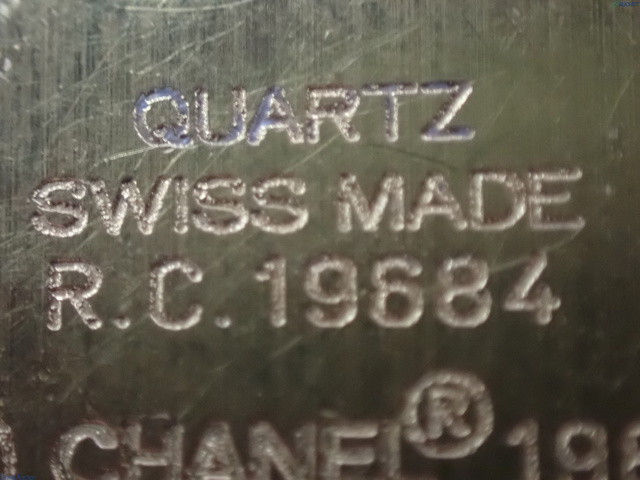 QUARTZ
SWISS MADE
R.C. 19684
CHANEL®